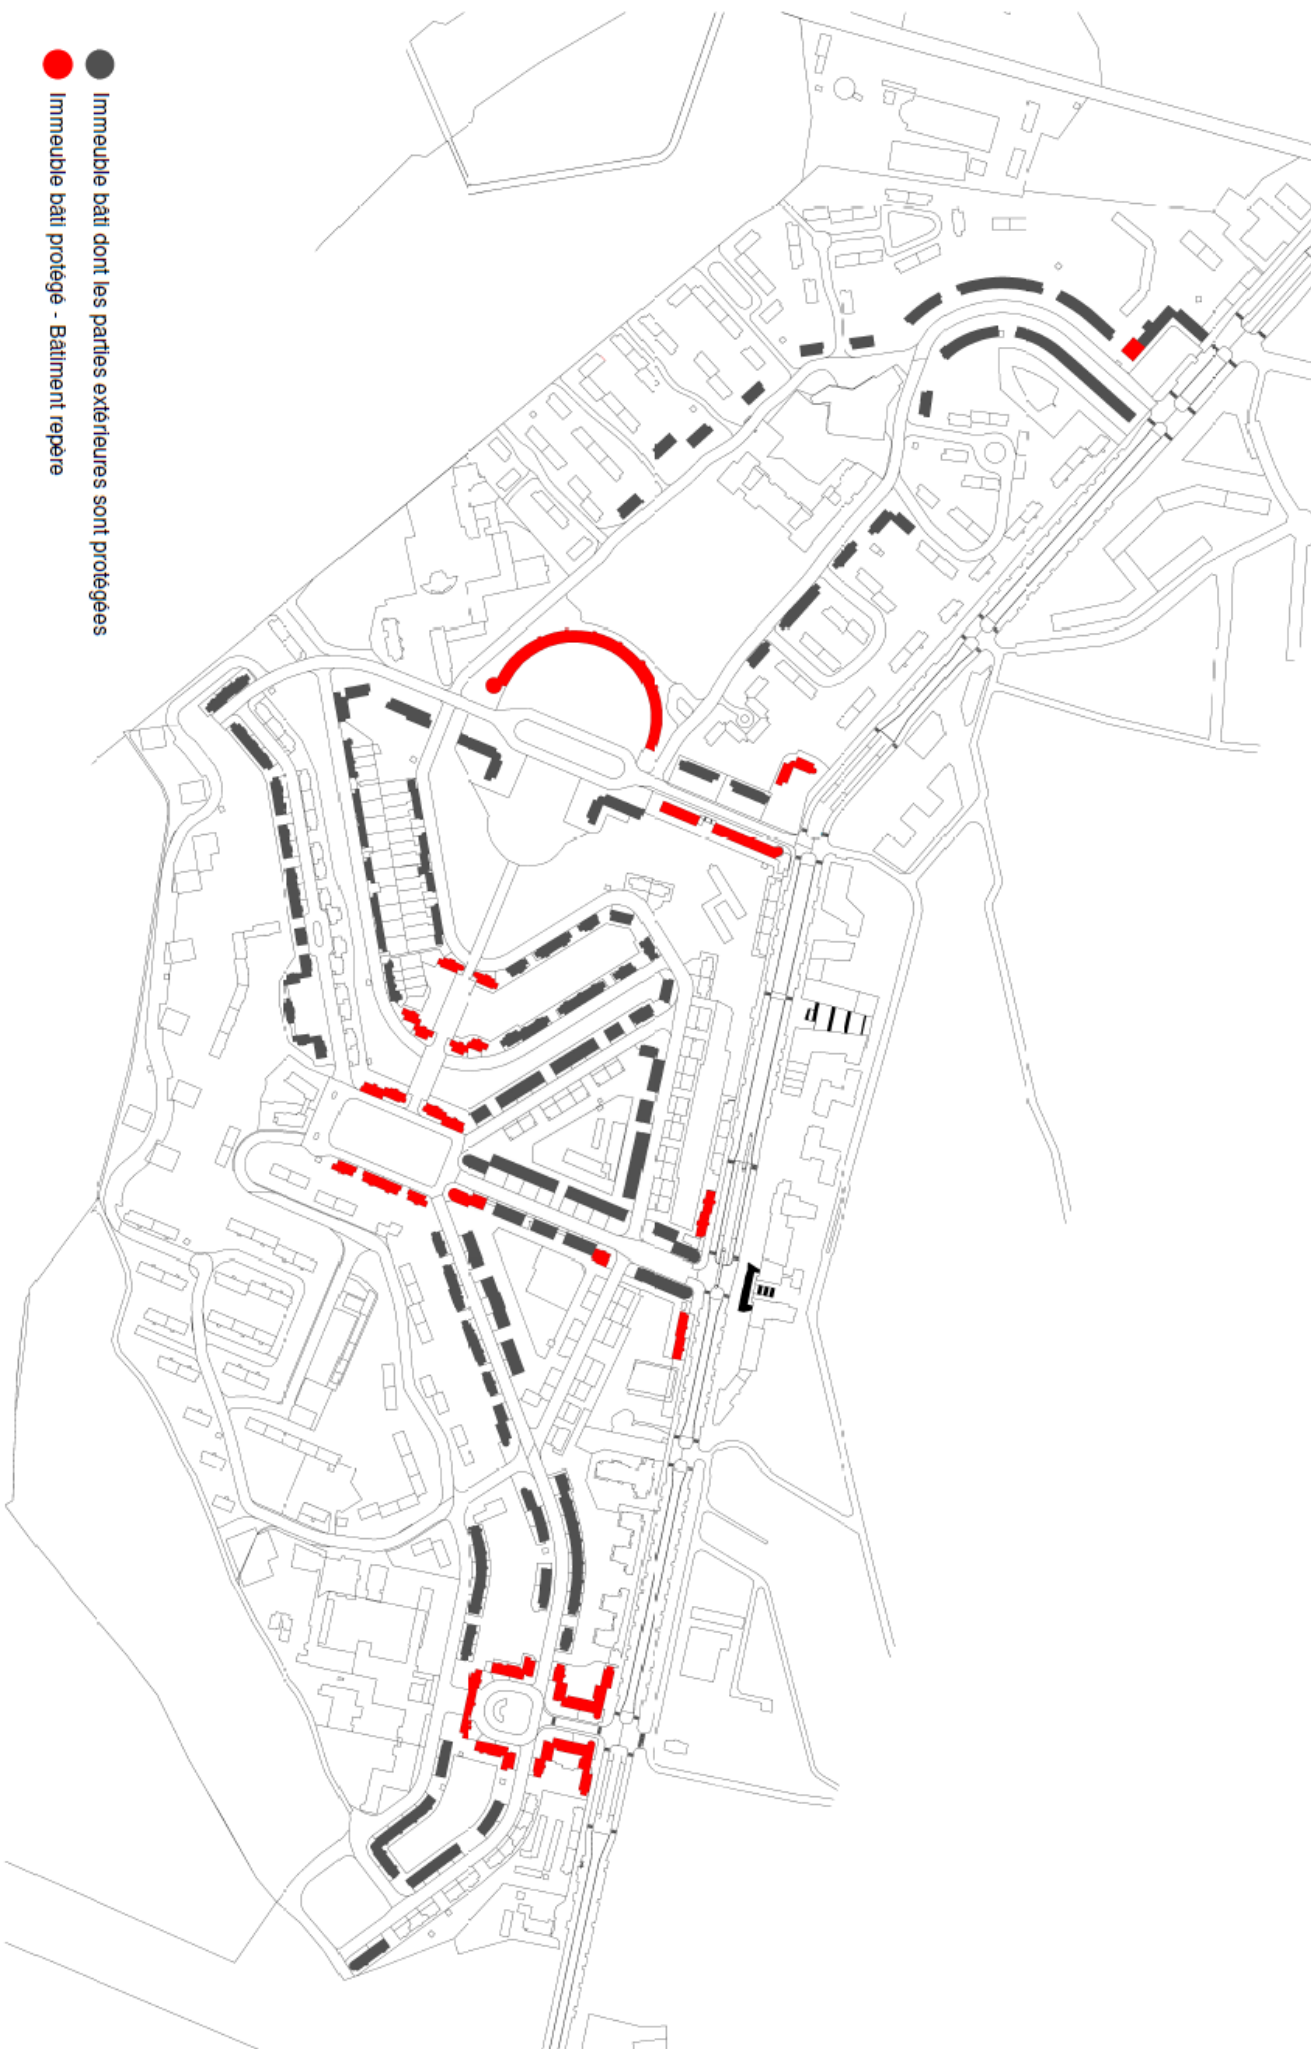 Immeuble bâti dont les parties extérieures sont protégées
Immeuble bâti protégé - Bâtiment repère